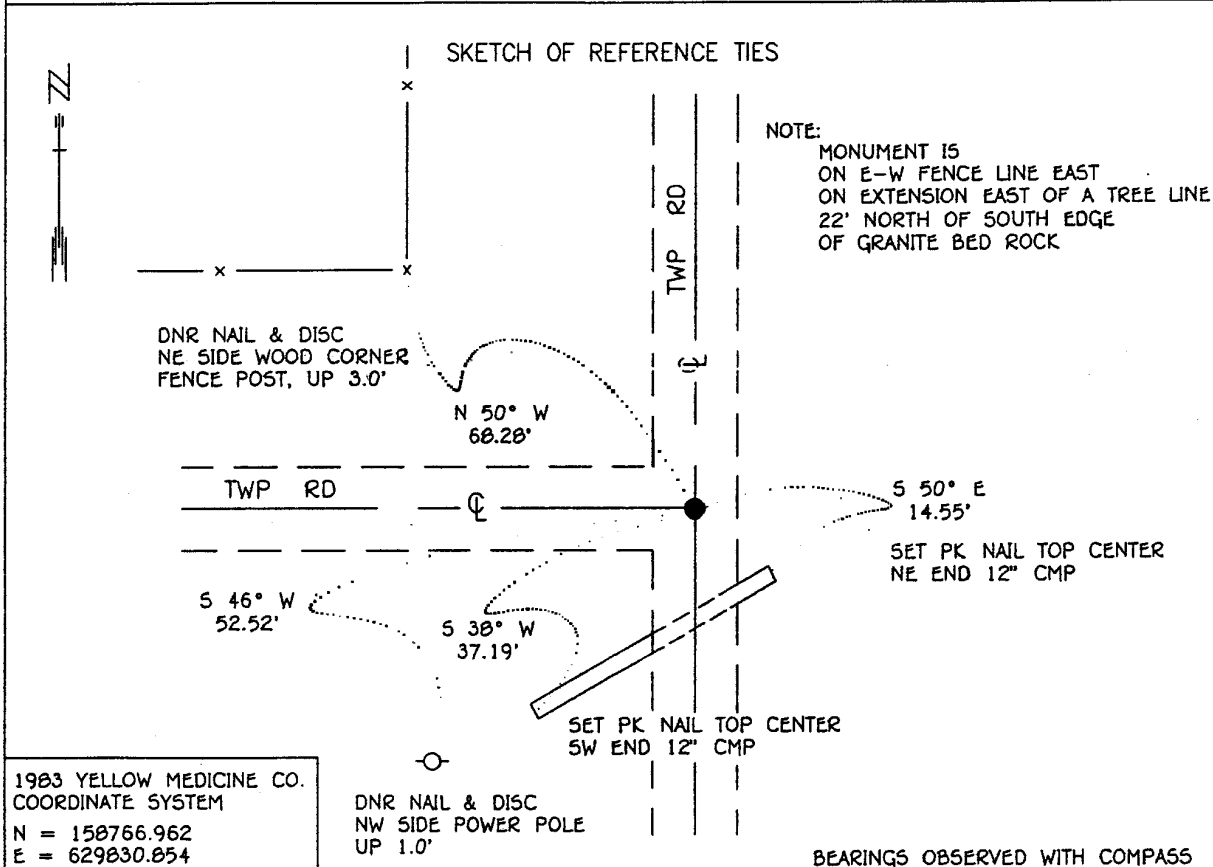 SKETCH OF REFERENCE TIES
N
NOTE:
MONUMENT IS
ON E-W FENCE LINE EAST
ON EXTENSION EAST OF A TREE LINE
22' NORTH OF SOUTH EDGE
OF GRANITE BED ROCK
TWP RD
℄
DNR NAIL & DISC
NE SIDE WOOD CORNER
FENCE POST, UP 3.0'
N 50° W
68.28'
TWP RD
℄
S 50° E
14.55'
SET PK NAIL TOP CENTER
NE END 12" CMP
S 46° W
52.52'
S 38° W
37.19'
SET PK NAIL TOP CENTER
SW END 12" CMP
DNR NAIL & DISC
NW SIDE POWER POLE
UP 1.0'
1983 YELLOW MEDICINE CO.
COORDINATE SYSTEM
N = 158766.962
E = 629830.854
BEARINGS OBSERVED WITH COMPASS